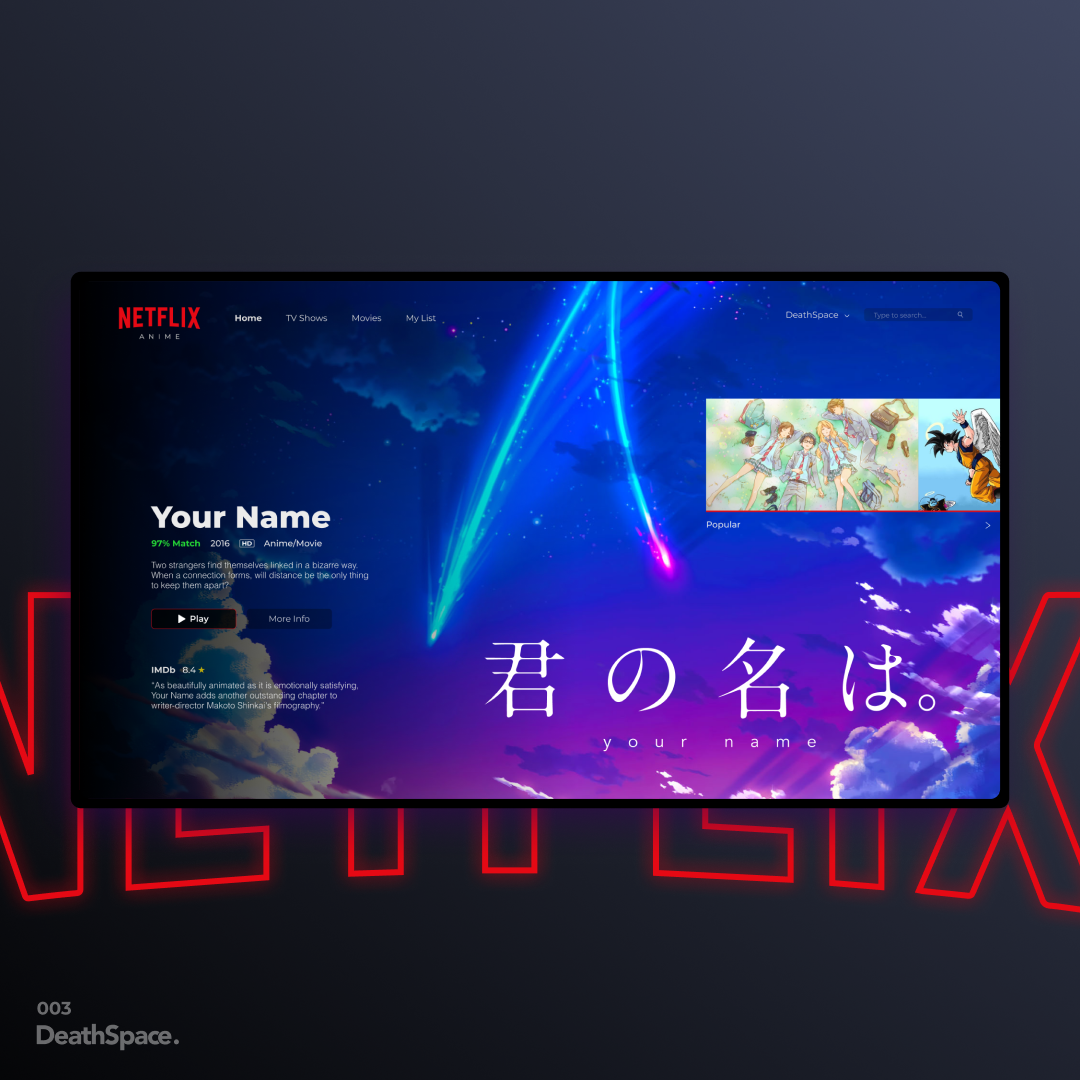 NETFLIX
ANIME
Home TV Shows Movies My List
DeathSpace
Type to search...
Popular
Your Name
97% Match 2016 HD Anime/Movie
Two strangers find themselves linked in a bizarre way.
When a connection forms, will distance be the only thing
to keep them apart?
Play More Info
IMDb 8.4
"As beautifully animated as it is emotionally satisfying,
Your Name adds another outstanding chapter to
writer-director Makoto Shinkai's filmography."
君の名は。
your name
NETFLIX
003
DeathSpace.